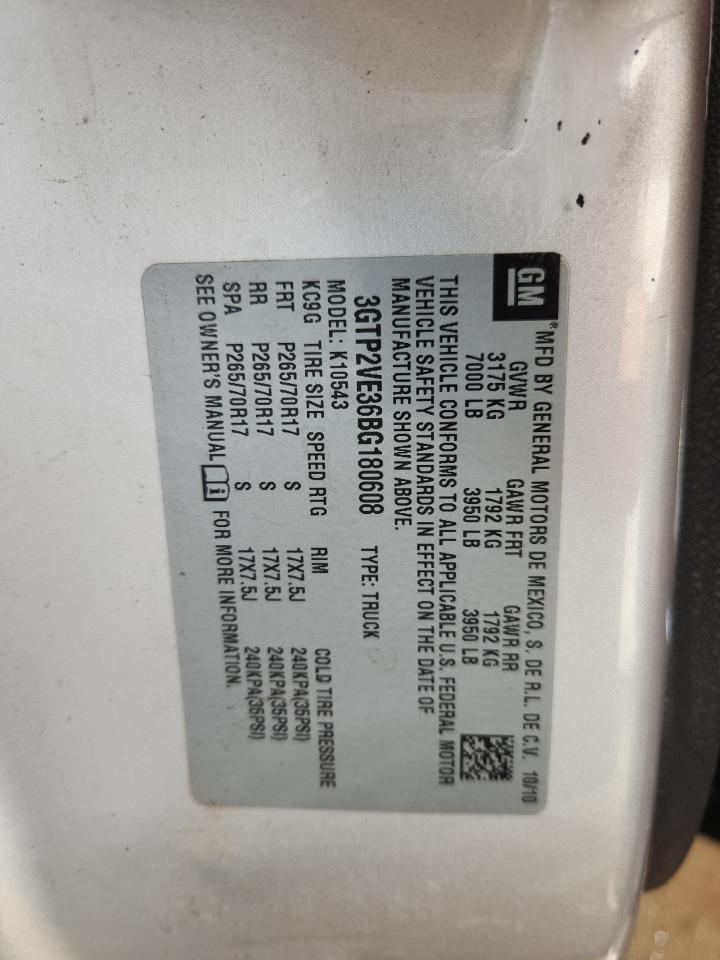 GM
® MFD BY GENERAL MOTORS DE MEXICO, S. DE R.L. DE C.V. 10/10
GVWR GAWR FRT GAWR RR
3175 KG 1792 KG 1792 KG
7000 LB 3950 LB 3950 LB
THIS VEHICLE CONFORMS TO ALL APPLICABLE U.S. FEDERAL MOTOR
VEHICLE SAFETY STANDARDS IN EFFECT ON THE DATE OF
MANUFACTURE SHOWN ABOVE.
3GTP2VE36BG180608 TYPE: TRUCK
MODEL: K10543
KC9G TIRE SIZE SPEED RTG RIM COLD TIRE PRESSURE
FRT P265/70R17 S 17X7.5J 240KPA(35PSI)
RR P265/70R17 S 17X7.5J 240KPA(35PSI)
SPA P265/70R17 S 17X7.5J 240KPA(35PSI)
SEE OWNER'S MANUAL i FOR MORE INFORMATION.